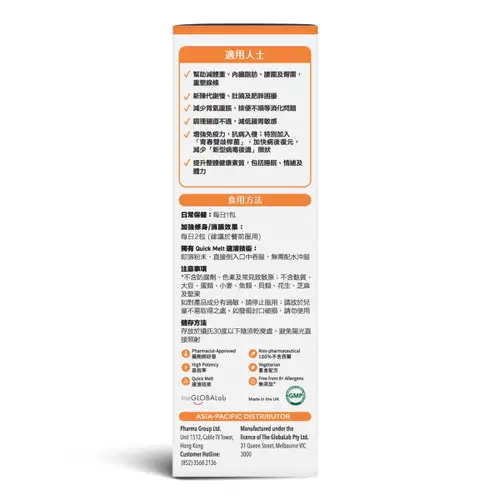 適用人士
✓ 幫助減體重、內臟脂肪、腰圍及臀圍，
重塑線條
✓ 新陳代謝慢、肚腩及肥胖困擾
✓ 減少胃氣腹脹、排便不順等消化問題
✓ 調理腸道不適，減低腸胃敏感
✓ 增強免疫力、抗病入侵；特別加入
「青春雙歧桿菌」，加快病後復元，
減少「新型病毒後遺」徵狀
✓ 提升整體健康素質，包括睡眠、情緒及
體力
食用方法
日常保健：每日1包
加強修身/消脹效果：
每日2包 (建議於餐前服用)
獨有 Quick Melt 速溶技術：
即溶粉末，直接倒入口中吞服，無需配水沖服
注意事項
*不含防腐劑、色素及常見致敏原；不含麩質、
大豆、蛋類、小麥、魚類、貝類、花生、芝麻
及堅果
如對產品成分有過敏，請停止服用；請放於兒
童不易取得之處。如發現封口破損，請勿使用
儲存方法
存放於攝氏30度以下陰涼乾爽處，避免陽光直
接照射
Pharmacist-Approved
藥劑師研發
Non-pharmaceutical
100%不含西藥
High Potency
高效率
Vegetarian
素食配方
Quick Melt
速溶技術
Free from 8+ Allergens
無添加*
The GLOBALab
Made in the UK
GMP
ASIA-PACIFIC DISTRIBUTOR
Pharma Group Ltd.
Unit 1512, Cable TV Tower,
Hong Kong
Customer Hotline:
(852) 3568 2136
Manufactured under the
licence of The GlobaLab Pty Ltd.
31 Queen Street, Melbourne VIC
3000